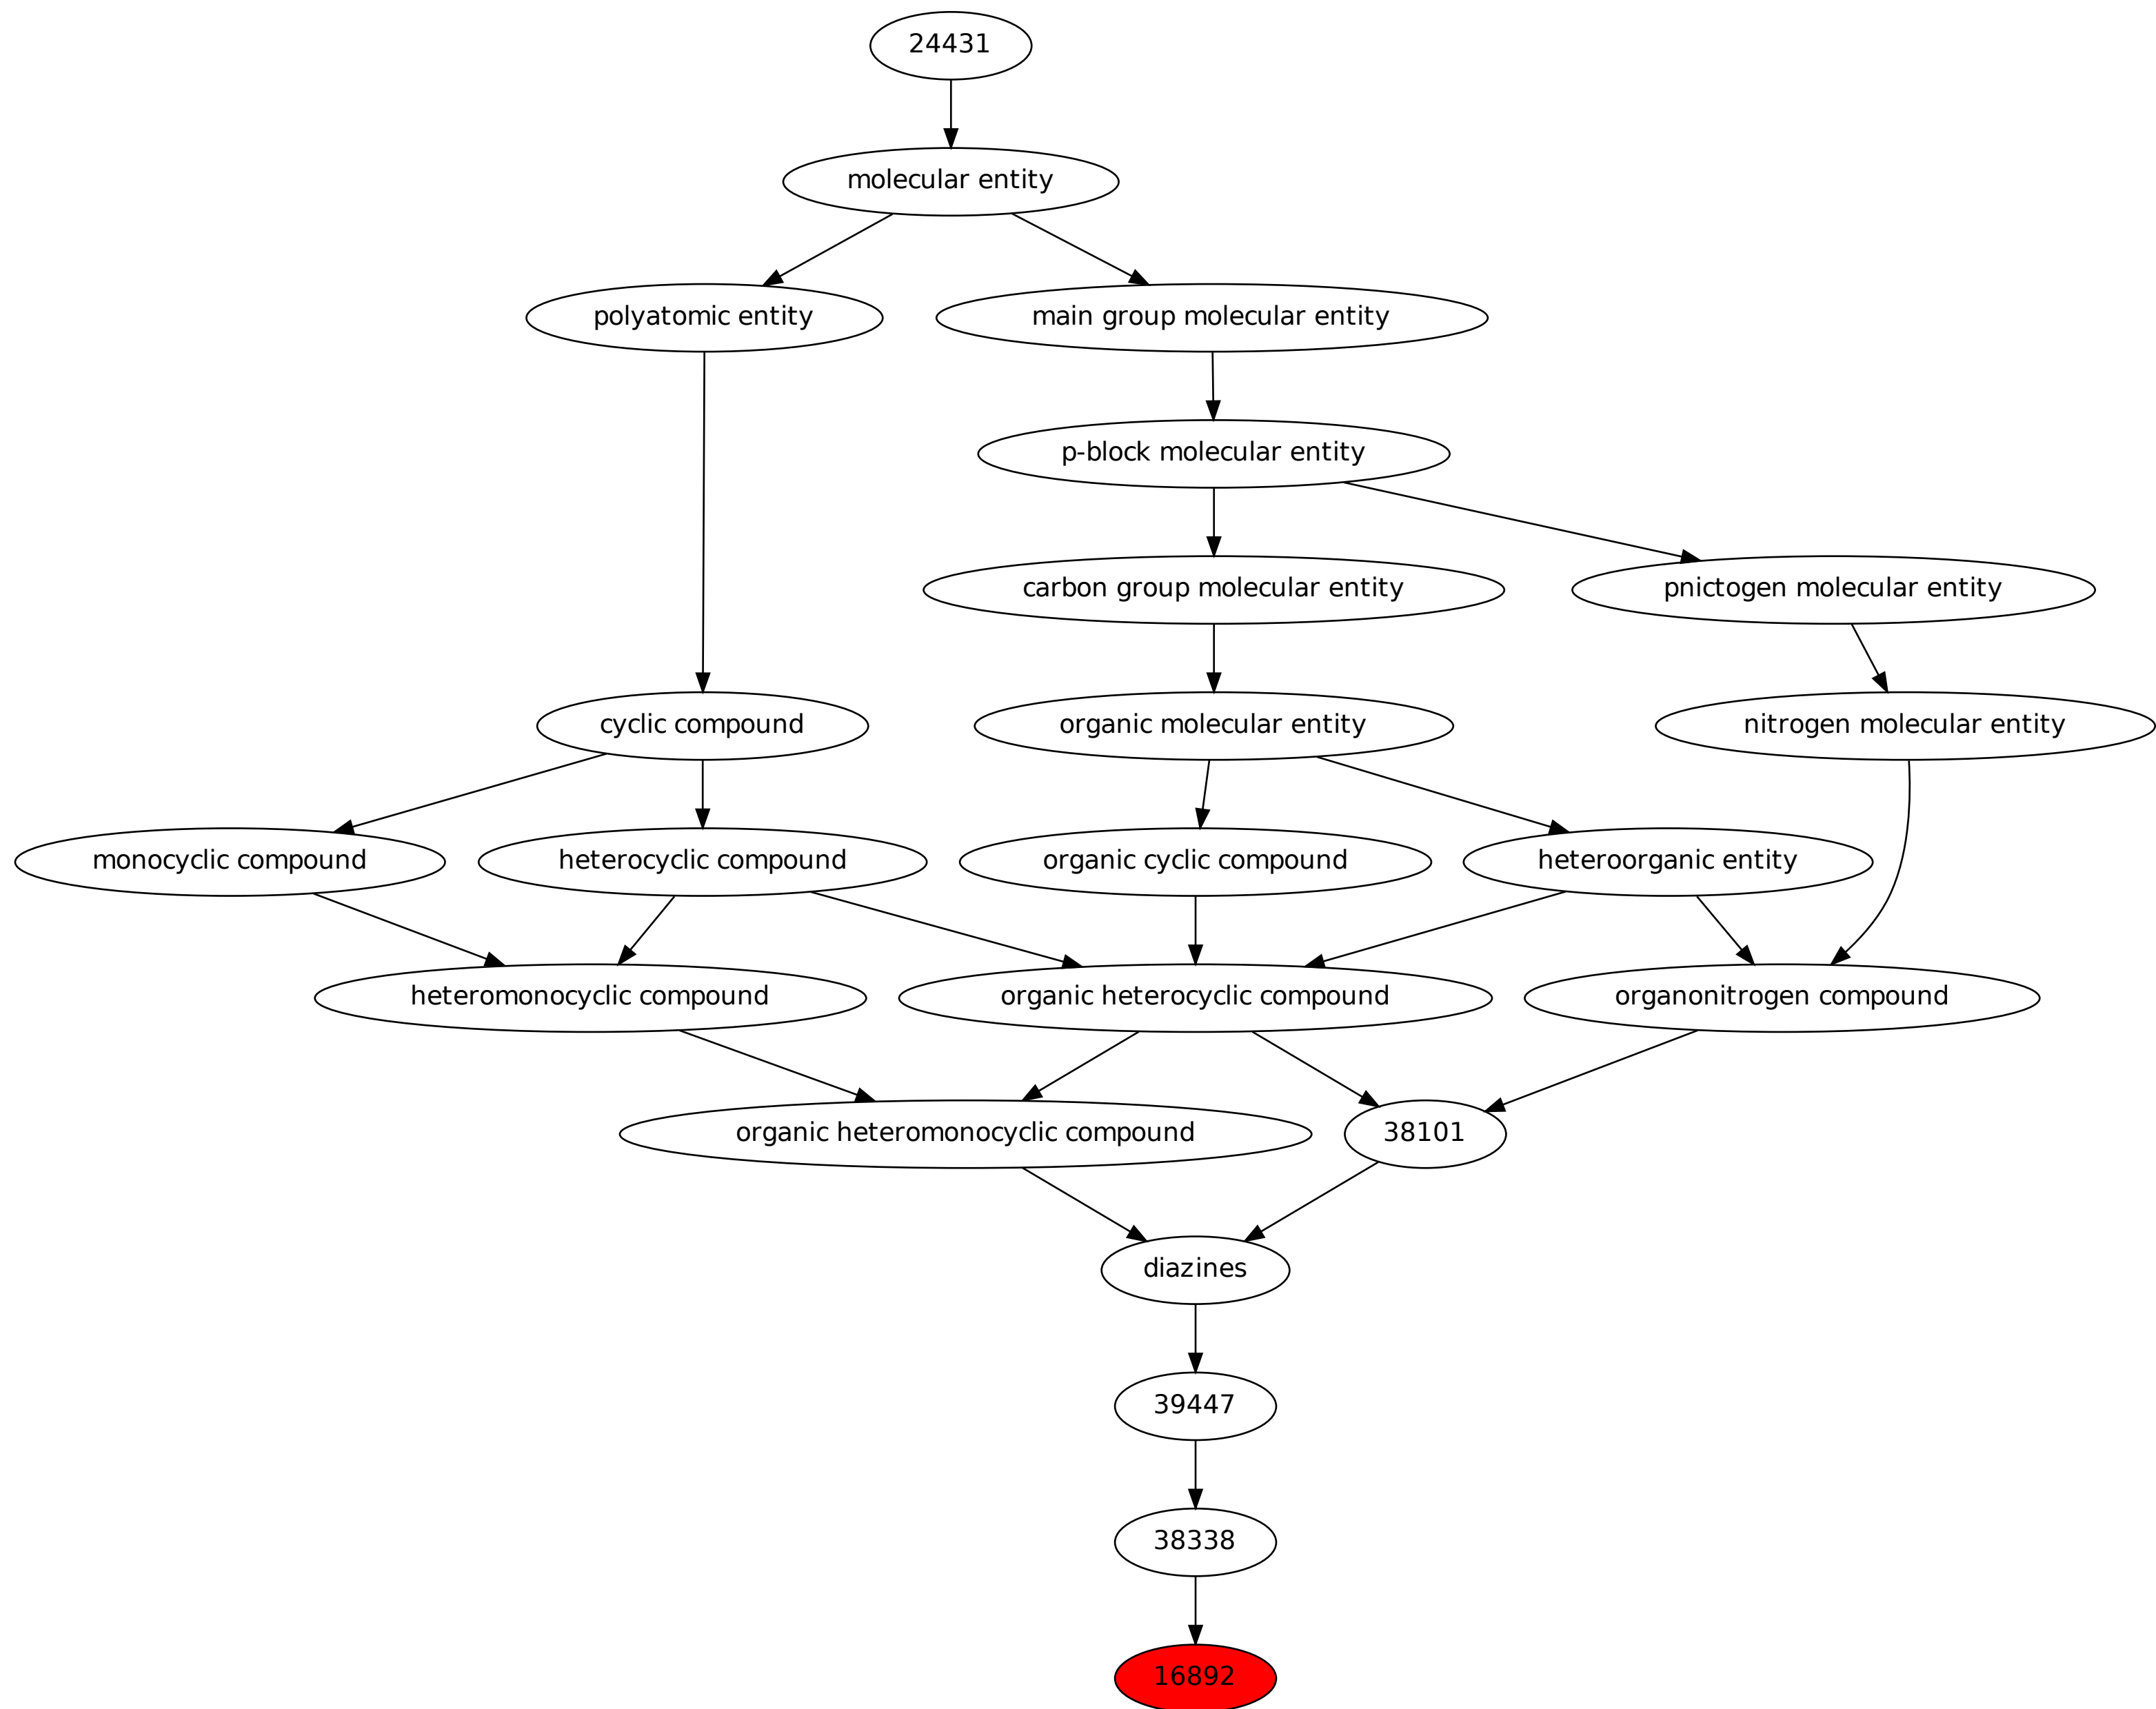 24431
molecular entity
polyatomic entity
main group molecular entity
p-block molecular entity
carbon group molecular entity
pnictogen molecular entity
cyclic compound
organic molecular entity
nitrogen molecular entity
monocyclic compound
heterocyclic compound
organic cyclic compound
heteroorganic entity
heteromonocyclic compound
organic heterocyclic compound
organonitrogen compound
organic heteromonocyclic compound
38101
diazines
39447
38338
16892